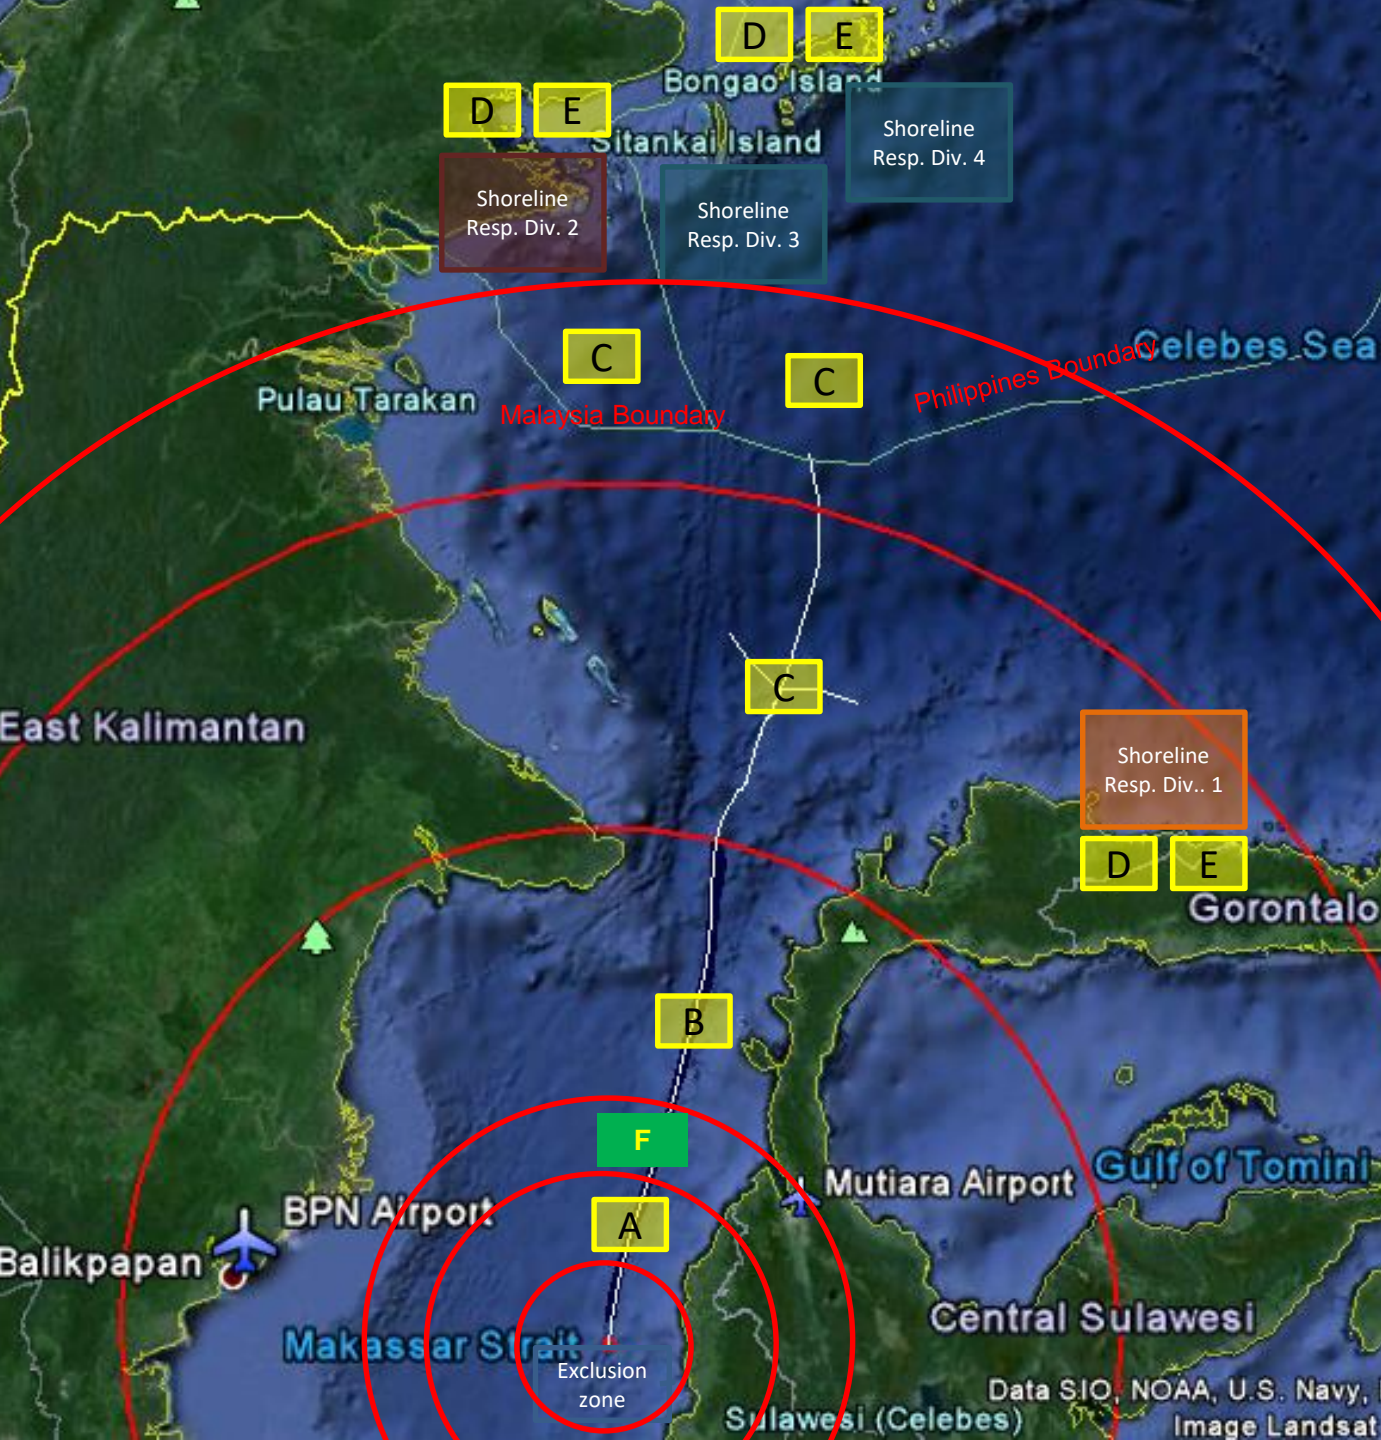 D
E
Bongao Island
D
E
Sitankai Island
Shoreline
Resp. Div. 4
Shoreline
Resp. Div. 2
Shoreline
Resp. Div. 3
C
C
Celebes Sea
Philippines Boundary
Pulau Tarakan
Malaysia Boundary
C
East Kalimantan
Shoreline
Resp. Div.. 1
D
E
Gorontalo
B
F
Gulf of Tomini
Mutiara Airport
BPN Airport
A
Balikpapan
Central Sulawesi
Makassar Strait
Exclusion
zone
Data SIO, NOAA, U.S. Navy,
Sulawesi (Celebes)
Image Landsat